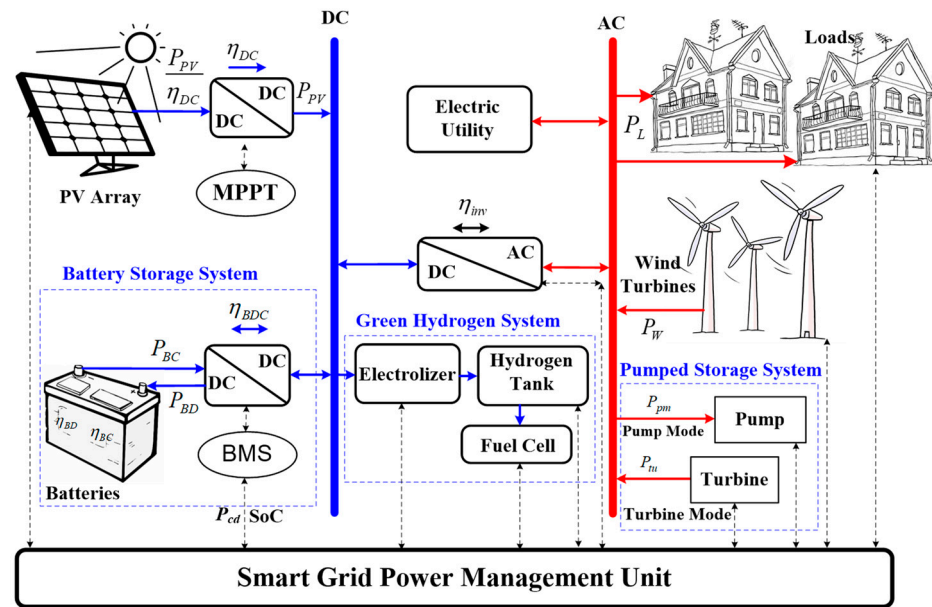 DC
AC
P_PV
η_DC
η_DC
DC
DC
P_PV
PV Array
MPPT
Electric
Utility
Loads
P_L
η_inv
AC
DC
Wind
Turbines
P_W
Battery Storage System
η_BDC
P_BC
DC
DC
P_BD
η_BD
η_BC
BMS
Batteries
P_cd SoC
Green Hydrogen System
Electrolizer
Hydrogen
Tank
Fuel Cell
Pumped Storage System
P_pm
Pump Mode
Pump
P_tu
Turbine
Turbine Mode
Smart Grid Power Management Unit